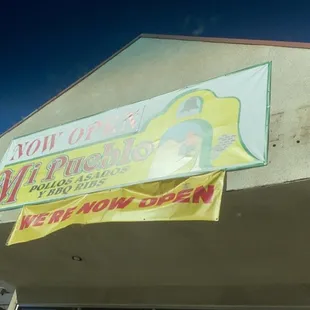 NOW OPEN
Mi Pueblo
POLLOS ASADOS
Y BBQ RIBS
WE'RE NOW OPEN